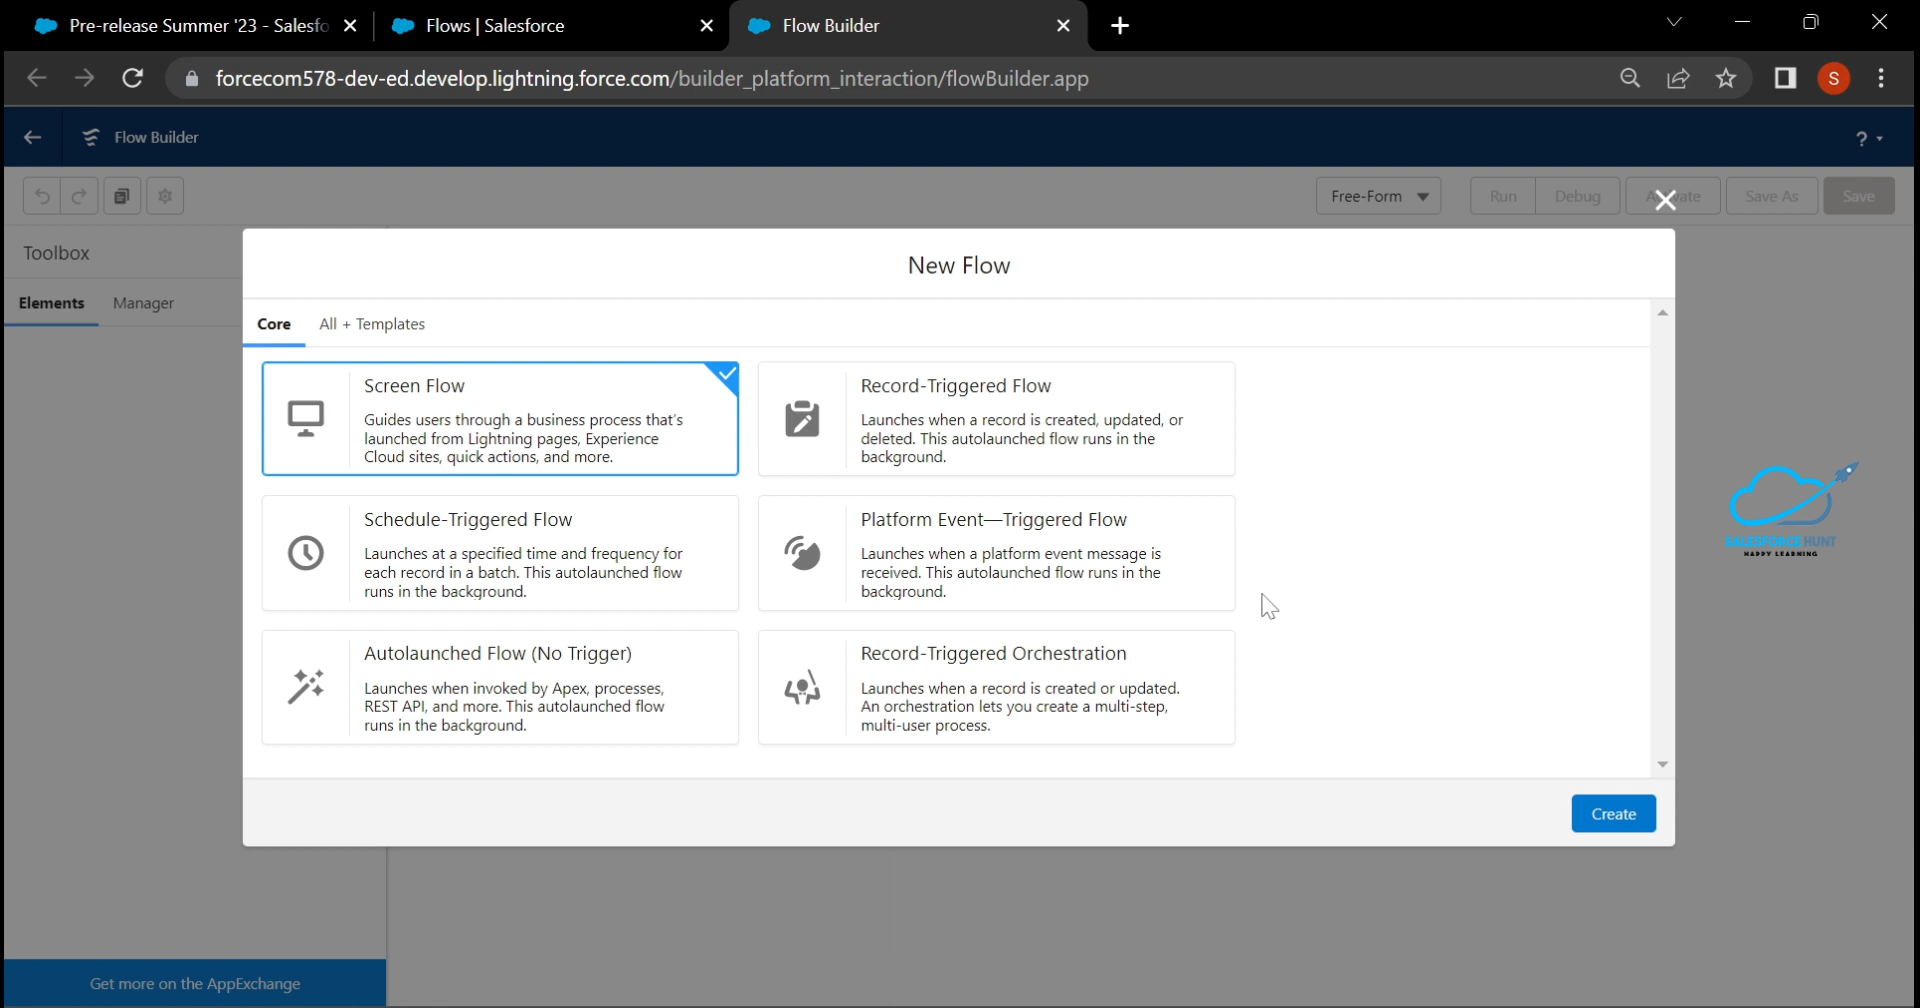 Pre-release Summer '23 - Salesfo
Flows | Salesforce
Flow Builder
forcecom578-dev-ed.develop.lightning.force.com/builder_platform_interaction/flowBuilder.app
S
Flow Builder
?
Free-Form
Run
Debug
Activate
Save As
Save
Toolbox
New Flow
Elements
Manager
Core
All + Templates
Screen Flow
Guides users through a business process that's
launched from Lightning pages, Experience
Cloud sites, quick actions, and more.
Record-Triggered Flow
Launches when a record is created, updated, or
deleted. This autolaunched flow runs in the
background.
Schedule-Triggered Flow
Launches at a specified time and frequency for
each record in a batch. This autolaunched flow
runs in the background.
Platform Event—Triggered Flow
Launches when a platform event message is
received. This autolaunched flow runs in the
background.
SALESFORCE HUNT
HAPPY LEARNING
Autolaunched Flow (No Trigger)
Launches when invoked by Apex, processes,
REST API, and more. This autolaunched flow
runs in the background.
Record-Triggered Orchestration
Launches when a record is created or updated.
An orchestration lets you create a multi-step,
multi-user process.
Create
Get more on the AppExchange